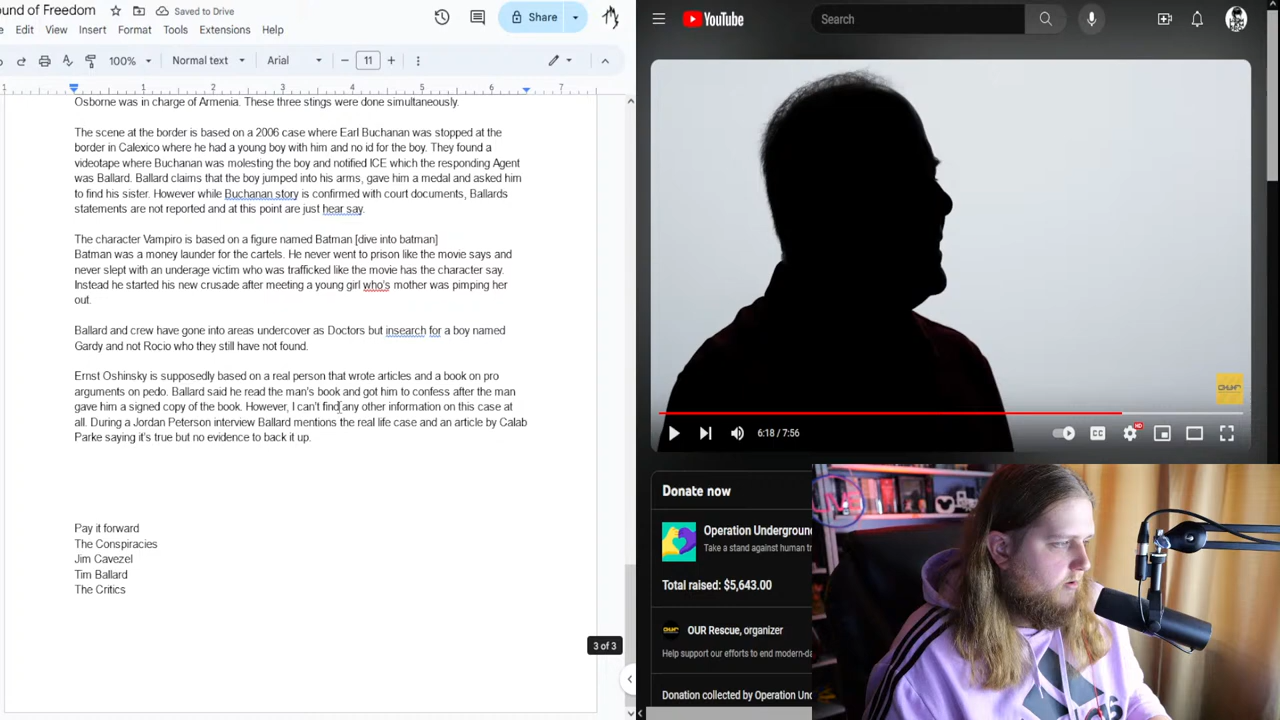 ound of Freedom
Saved to Drive
Edit View Insert Format Tools Extensions Help
Share
100% Normal text Arial 11
1 1 2 3 4 5 6 7
Osborne was in charge of Armenia. These three stings were done simultaneously.
The scene at the border is based on a 2006 case where Earl Buchanan was stopped at the
border in Calexico where he had a young boy with him and no id for the boy. They found a
videotape where Buchanan was molesting the boy and notified ICE which the responding Agent
was Ballard. Ballard claims that the boy jumped into his arms, gave him a medal and asked him
to find his sister. However while Buchanan story is confirmed with court documents, Ballards
statements are not reported and at this point are just hear say.
The character Vampiro is based on a figure named Batman [dive into batman]
Batman was a money launder for the cartels. He never went to prison like the movie says and
never slept with an underage victim who was trafficked like the movie has the character say.
Instead he started his new crusade after meeting a young girl who's mother was pimping her
out.
Ballard and crew have gone into areas undercover as Doctors but insearch for a boy named
Gardy and not Rocio who they still have not found.
Ernst Oshinsky is supposedly based on a real person that wrote articles and a book on pro
arguments on pedo. Ballard said he read the man's book and got him to confess after the man
gave him a signed copy of the book. However, I can't find any other information on this case at
all. During a Jordan Peterson interview Ballard mentions the real life case and an article by Calab
Parke saying it's true but no evidence to back it up.
Pay it forward
The Conspiracies
Jim Cavezel
Tim Ballard
The Critics
3 of 3
YouTube
Search
6:18 / 7:56
CC
HD
Donate now
Operation Undergroun
Take a stand against human tr
Total raised: $5,643.00
OUR Rescue, organizer
Help support our efforts to end modern-da
Donation collected by Operation Un